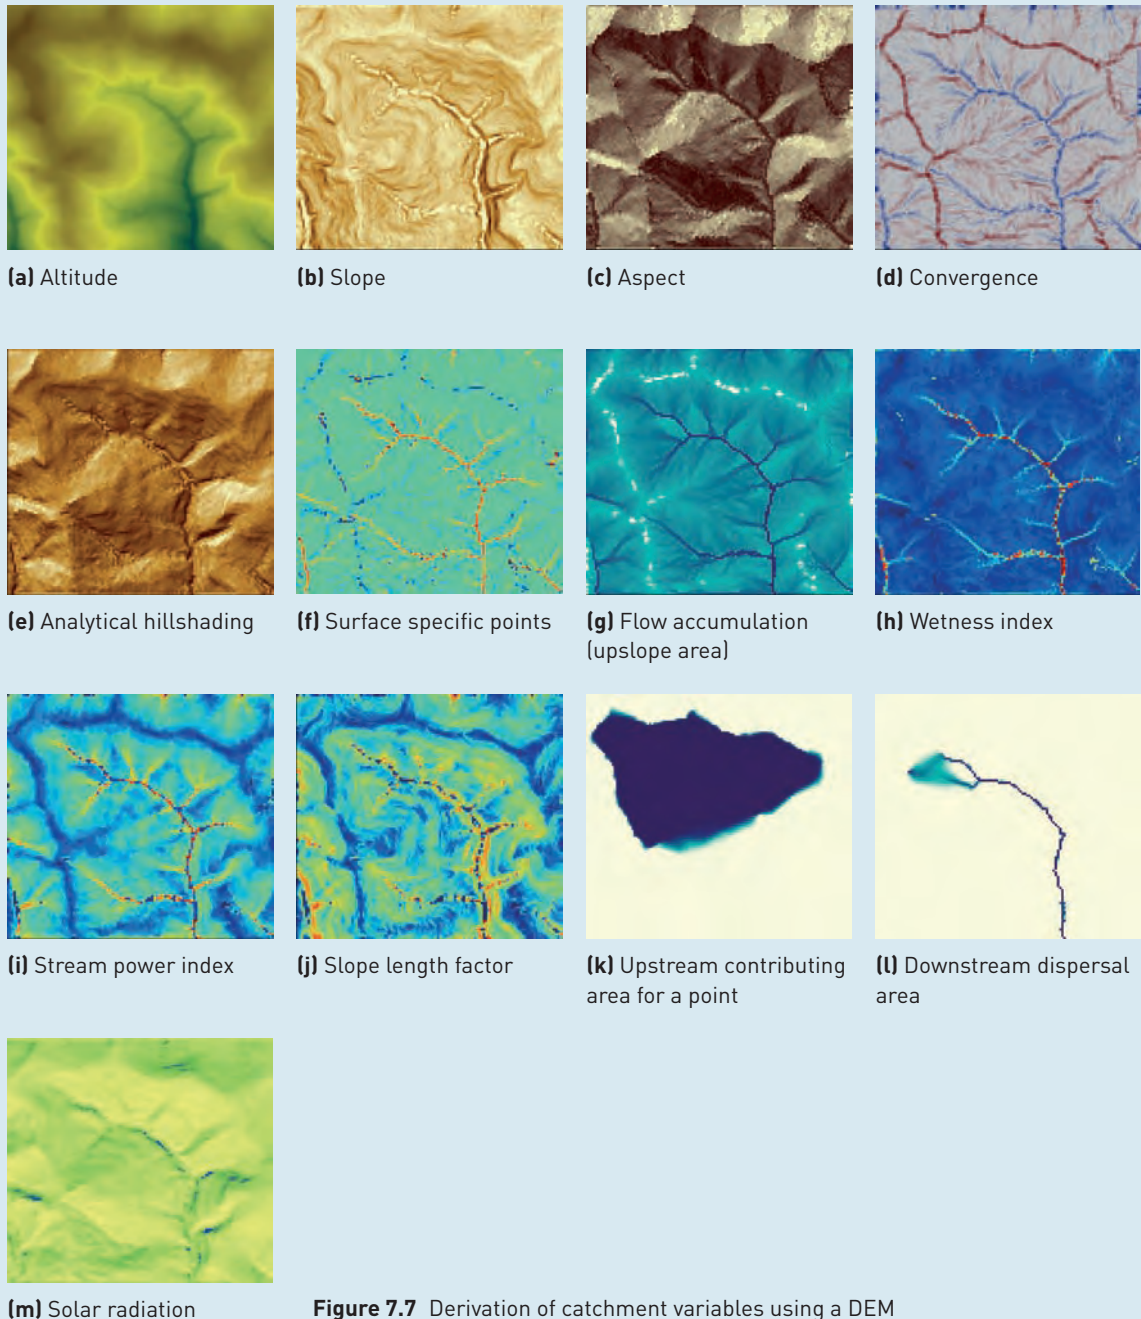 (a) Altitude
(b) Slope
(c) Aspect
(d) Convergence
(e) Analytical hillshading
(f) Surface specific points
(g) Flow accumulation
(upslope area)
(h) Wetness index
(i) Stream power index
(j) Slope length factor
(k) Upstream contributing
area for a point
(l) Downstream dispersal
area
(m) Solar radiation
Figure 7.7 Derivation of catchment variables using a DEM